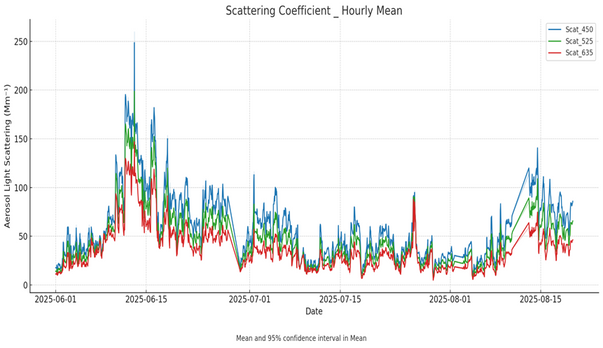 Scattering Coefficient _ Hourly Mean
Scat_450
Scat_525
Scat_635
Aerosol Light Scattering (Mm⁻¹)
250
200
150
100
50
0
2025-06-01
2025-06-15
2025-07-01
2025-07-15
2025-08-01
2025-08-15
Date
Mean and 95% confidence interval in Mean